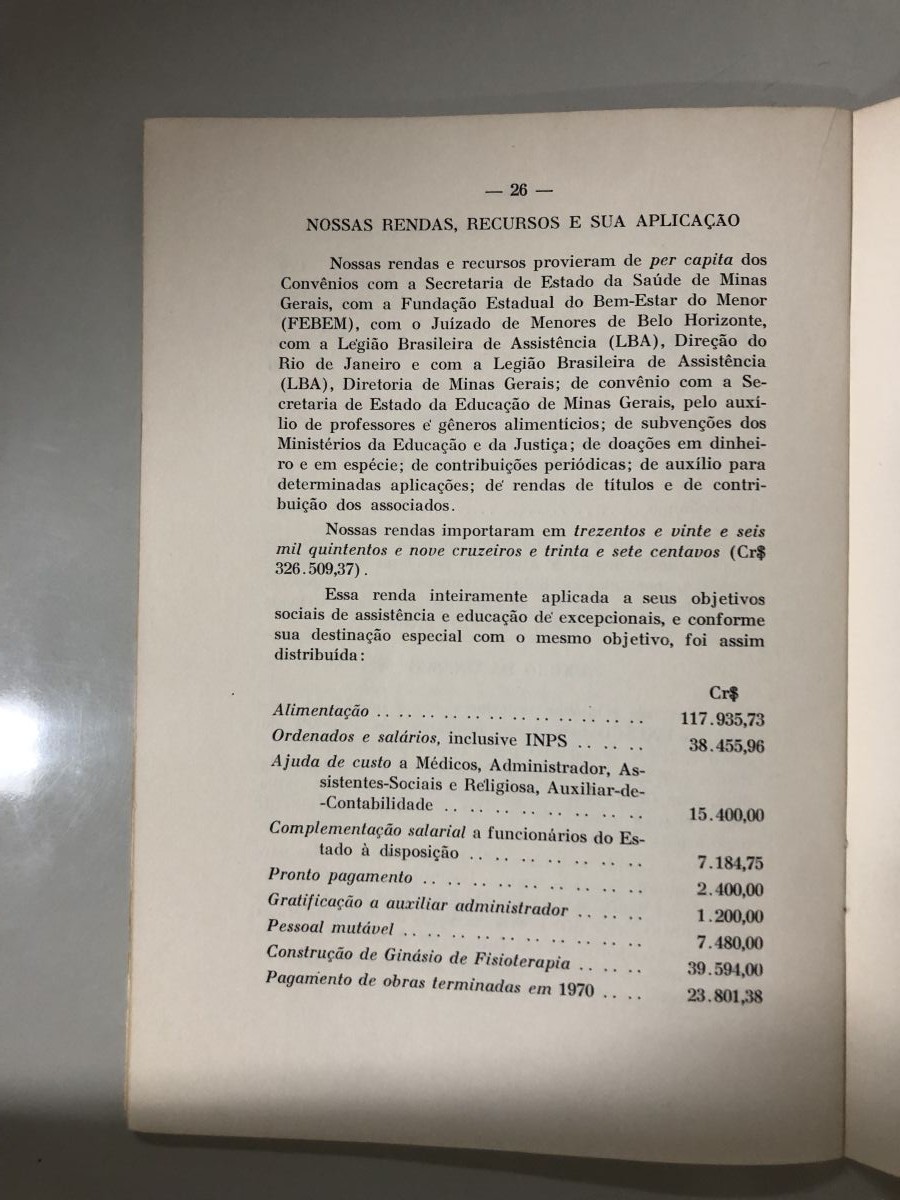 — 26 —
NOSSAS RENDAS, RECURSOS E SUA APLICAÇÃO
Nossas rendas e recursos provieram de per capita dos
Convênios com a Secretaria de Estado da Saúde de Minas
Gerais, com a Fundação Estadual do Bem-Estar do Menor
(FEBEM), com o Juízado de Menores de Belo Horizonte,
com a Legião Brasileira de Assistência (LBA), Direção do
Rio de Janeiro e com a Legião Brasileira de Assistência
(LBA), Diretoria de Minas Gerais; de convênio com a Se-
cretaria de Estado da Educação de Minas Gerais, pelo auxí-
lio de professores e gêneros alimentícios; de subvenções dos
Ministérios da Educação e da Justiça; de doações em dinhei-
ro e em espécie; de contribuições periódicas; de auxílio para
determinadas aplicações; de rendas de títulos e de contri-
buição dos associados.
Nossas rendas importaram em trezentos e vinte e seis
mil quintentos e nove cruzeiros e trinta e sete centavos (Cr$
326.509,37).
Essa renda inteiramente aplicada a seus objetivos
sociais de assistência e educação de excepcionais, e conforme
sua destinação especial com o mesmo objetivo, foi assim
distribuída:
Cr$
Alimentação .. .. .. .. .. .. .. .. .. .. .. 117.935,73
Ordenados e salários, inclusive INPS .. .. .. 38.455,96
Ajuda de custo a Médicos, Administrador, As-
sistentes-Sociais e Religiosa, Auxiliar-de-
-Contabilidade .. .. .. .. .. .. .. .. 15.400,00
Complementação salarial a funcionários do Es-
tado à disposição .. .. .. .. .. .. .. 7.184,75
Pronto pagamento .. .. .. .. .. .. .. .. .. 2.400,00
Gratificação a auxiliar administrador .. .. .. 1.200,00
Pessoal mutável .. .. .. .. .. .. .. .. .. .. 7.480,00
Construção de Ginásio de Fisioterapia .. .. .. 39.594,00
Pagamento de obras terminadas em 1970 .. .. 23.801,38